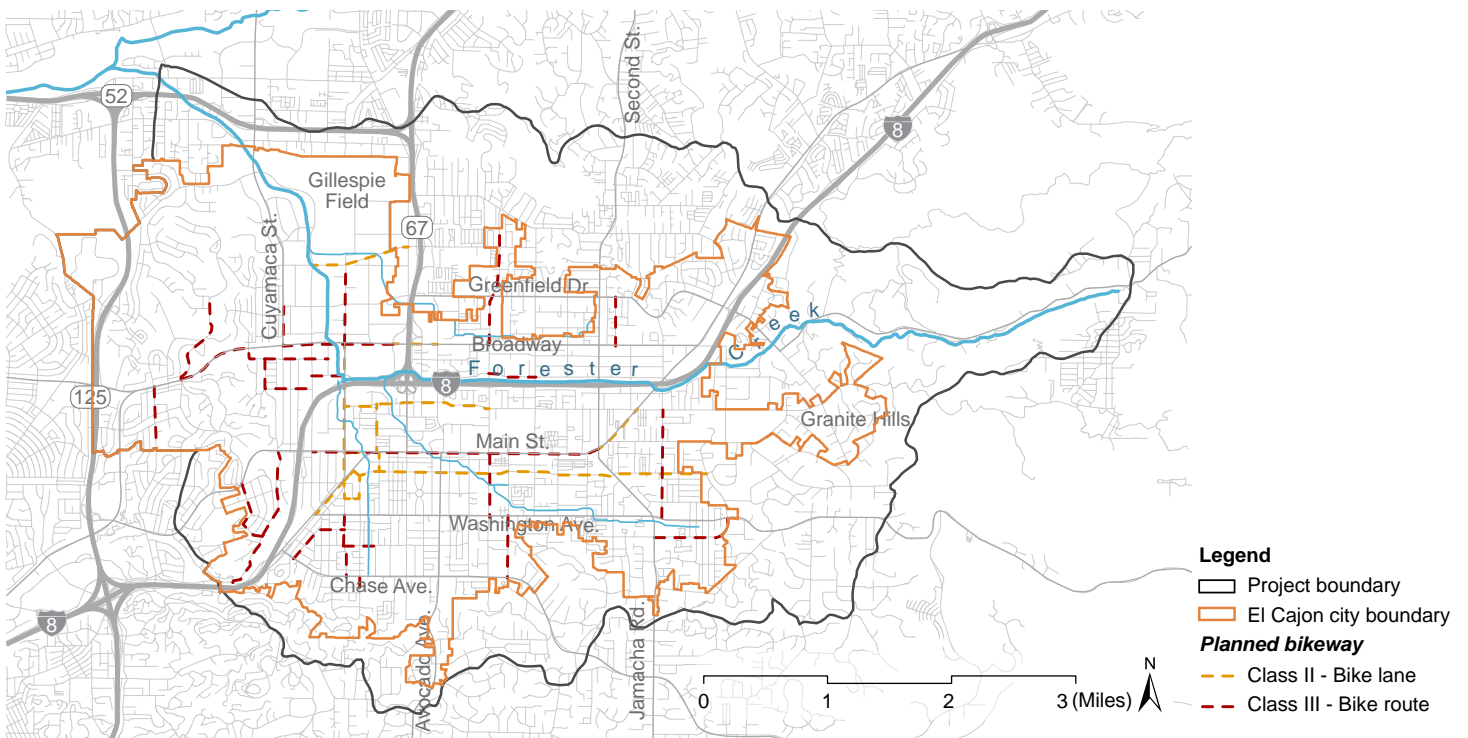 52
Second St.
8
Gillespie
Field
67
Cuyamaca St.
Greenfield Dr
Creek
Broadway
Forester
8
125
Granite Hills
Main St.
Washington Ave.
Chase Ave.
8
Avocado Ave.
Jamacha Rd.
0 1 2 3 (Miles)
N
Legend
Project boundary
El Cajon city boundary
Planned bikeway
Class II - Bike lane
Class III - Bike route